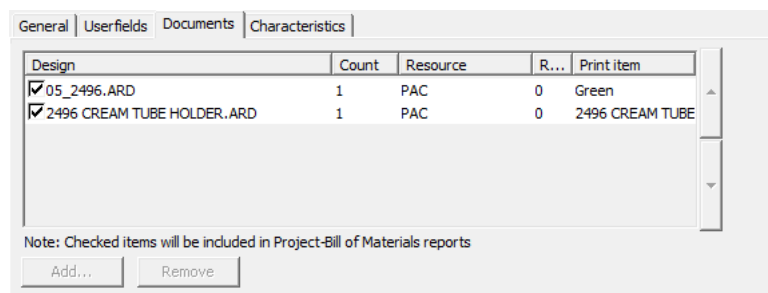 General Userfields Documents Characteristics
Design Count Resource R... Print item
05_2496.ARD 1 PAC 0 Green
2496 CREAM TUBE HOLDER.ARD 1 PAC 0 2496 CREAM TUBE
Note: Checked items will be included in Project-Bill of Materials reports
Add... Remove